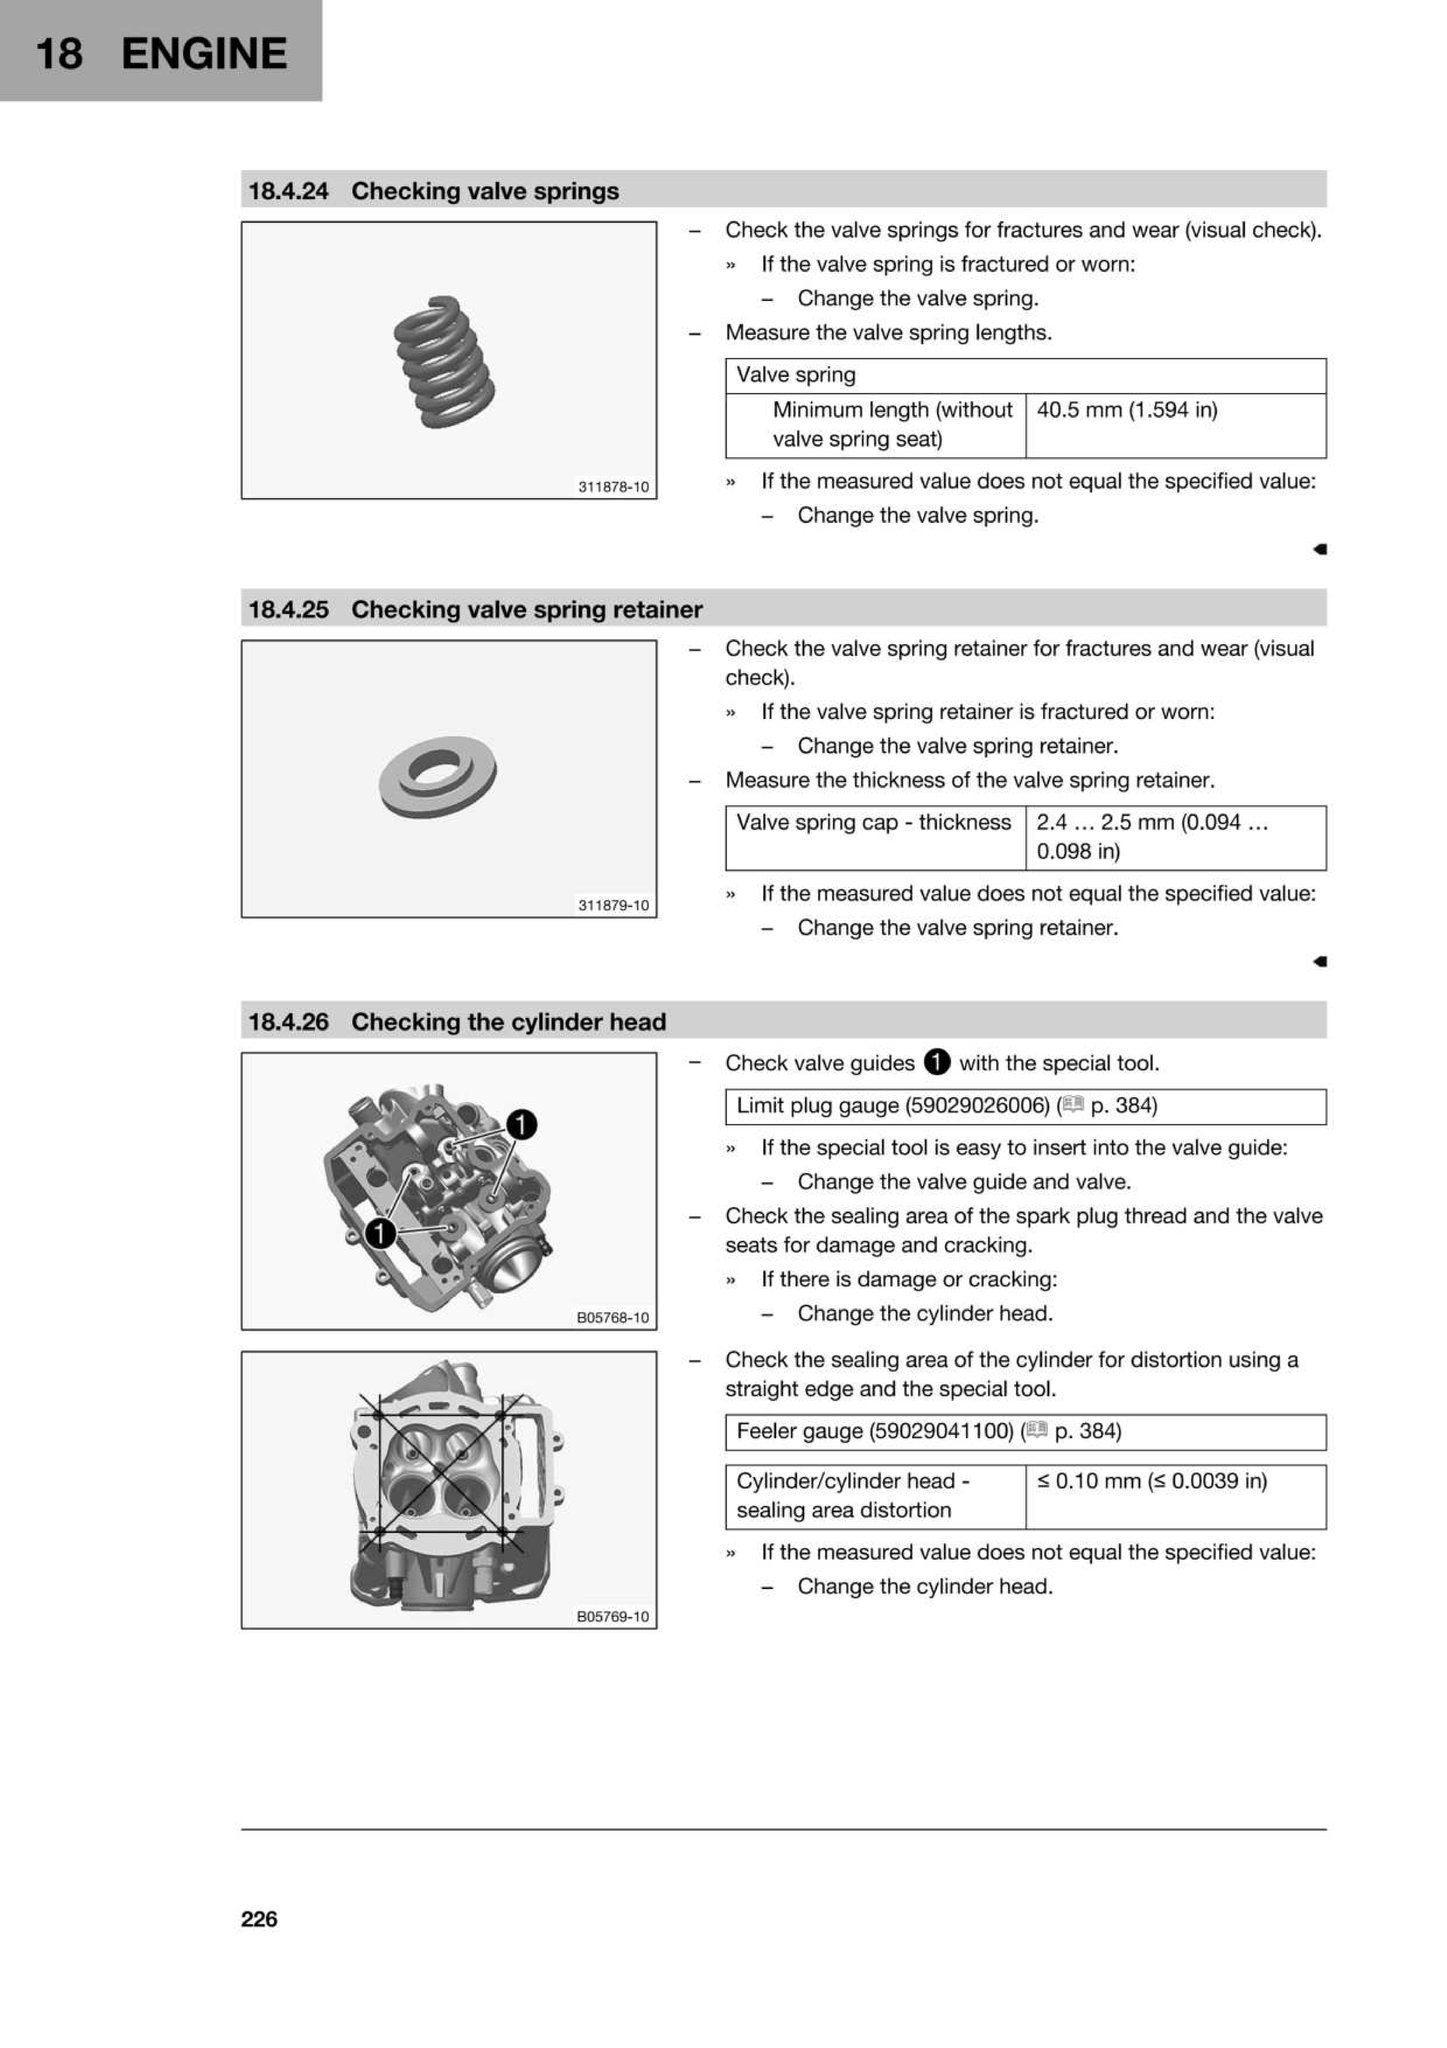 18 ENGINE
18.4.24 Checking valve springs
311878-10
– Check the valve springs for fractures and wear (visual check).
» If the valve spring is fractured or worn:
– Change the valve spring.
– Measure the valve spring lengths.
Valve spring
Minimum length (without
valve spring seat)
40.5 mm (1.594 in)
» If the measured value does not equal the specified value:
– Change the valve spring.
18.4.25 Checking valve spring retainer
311879-10
– Check the valve spring retainer for fractures and wear (visual
check).
» If the valve spring retainer is fractured or worn:
– Change the valve spring retainer.
– Measure the thickness of the valve spring retainer.
Valve spring cap - thickness
2.4 … 2.5 mm (0.094 …
0.098 in)
» If the measured value does not equal the specified value:
– Change the valve spring retainer.
18.4.26 Checking the cylinder head
1
1
B05768-10
– Check valve guides 1 with the special tool.
Limit plug gauge (59029026006) ( p. 384)
» If the special tool is easy to insert into the valve guide:
– Change the valve guide and valve.
– Check the sealing area of the spark plug thread and the valve
seats for damage and cracking.
» If there is damage or cracking:
– Change the cylinder head.
B05769-10
– Check the sealing area of the cylinder for distortion using a
straight edge and the special tool.
Feeler gauge (59029041100) ( p. 384)
Cylinder/cylinder head -
sealing area distortion
≤ 0.10 mm (≤ 0.0039 in)
» If the measured value does not equal the specified value:
– Change the cylinder head.
226